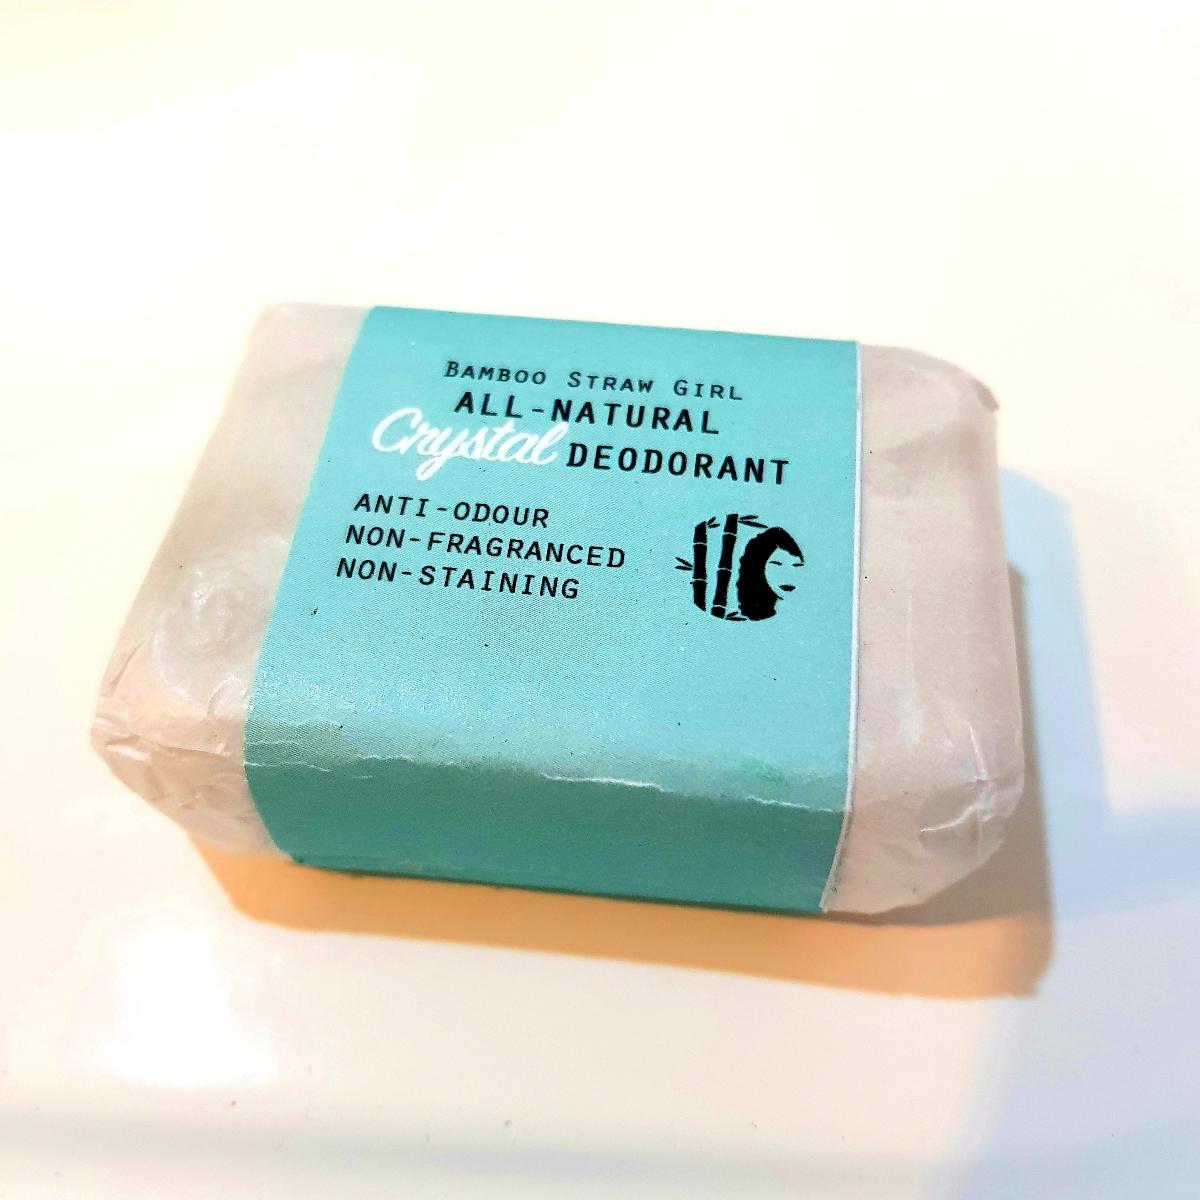 BAMBOO STRAW GIRL
ALL-NATURAL
Crystal DEODORANT
ANTI-ODOUR
NON-FRAGRANCED
NON-STAINING